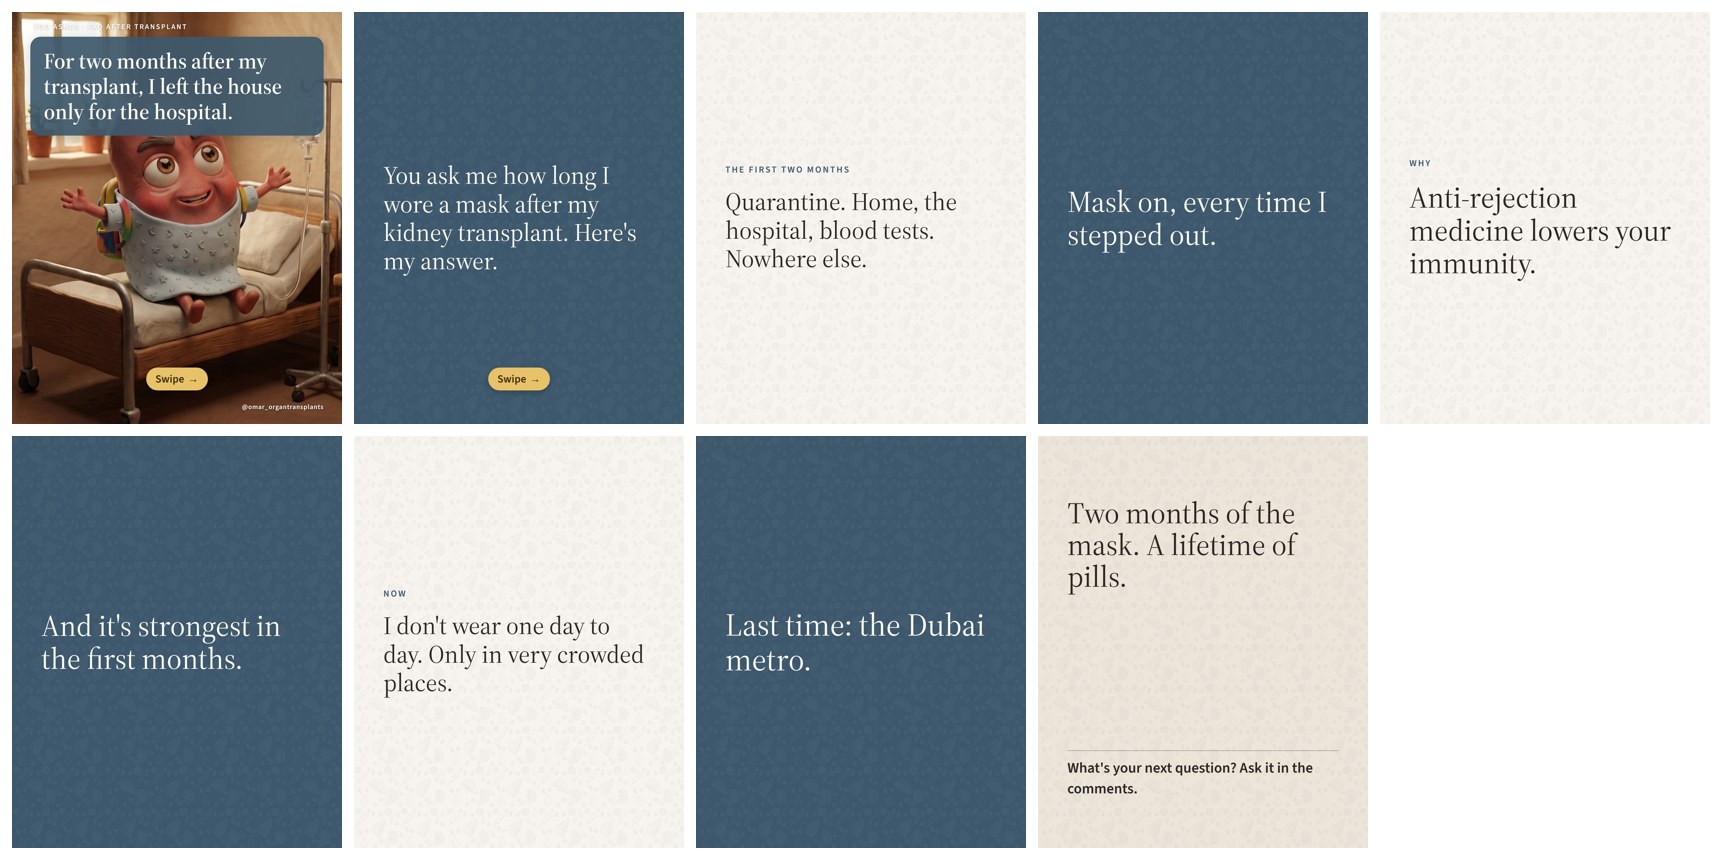 AFTER TRANSPLANT
For two months after my
transplant, I left the house
only for the hospital.
Swipe →
@omar_organtransplants
You ask me how long I
wore a mask after my
kidney transplant. Here's
my answer.
Swipe →
THE FIRST TWO MONTHS
Quarantine. Home, the
hospital, blood tests.
Nowhere else.
Mask on, every time I
stepped out.
WHY
Anti-rejection
medicine lowers your
immunity.
And it's strongest in
the first months.
NOW
I don't wear one day to
day. Only in very crowded
places.
Last time: the Dubai
metro.
Two months of the
mask. A lifetime of
pills.
What's your next question? Ask it in the
comments.